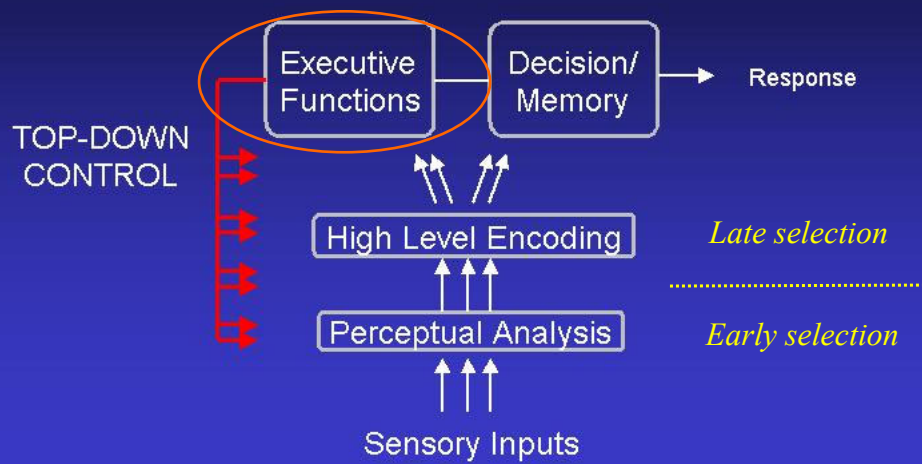 Executive
Functions
Decision/
Memory
Response
TOP-DOWN
CONTROL
High Level Encoding
Late selection
Perceptual Analysis
Early selection
Sensory Inputs